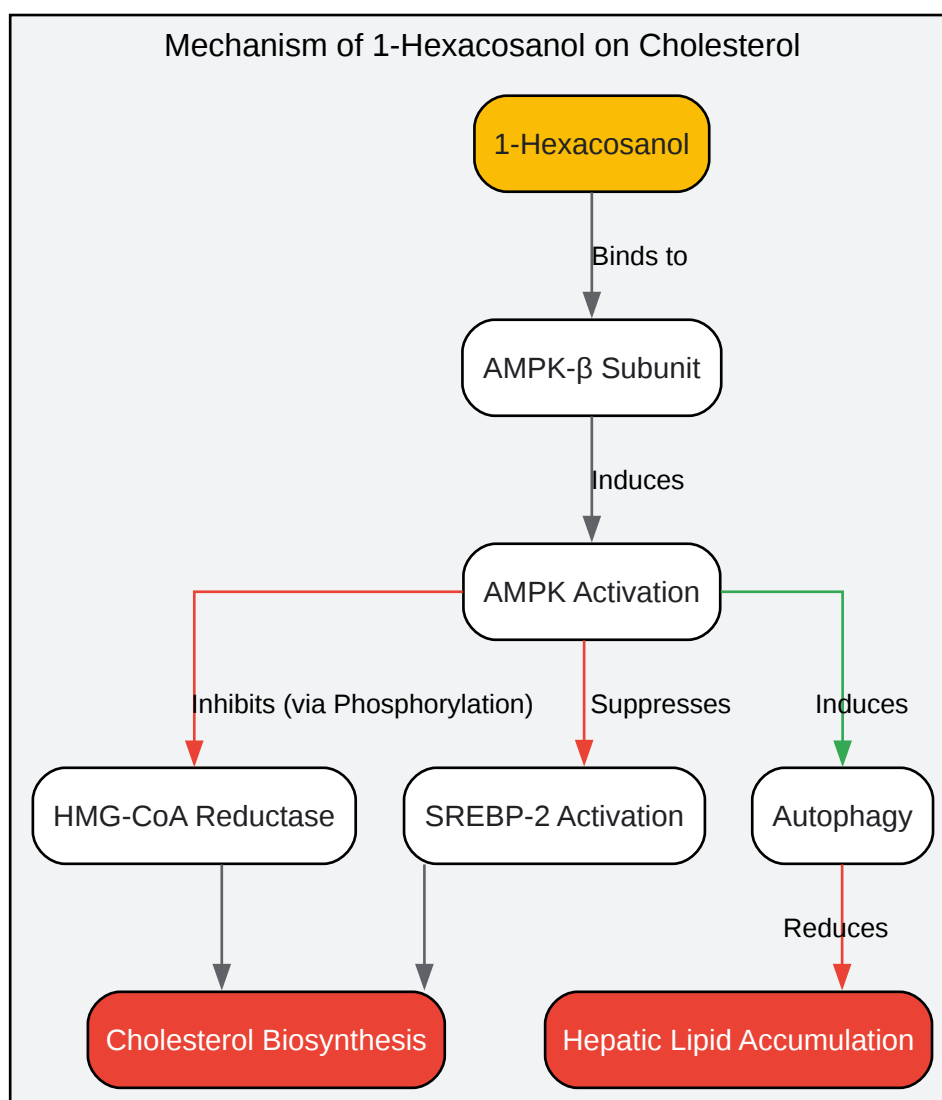 Mechanism of 1-Hexacosanol on Cholesterol
1-Hexacosanol
Binds to
AMPK-β Subunit
Induces
AMPK Activation
Inhibits (via Phosphorylation)
Suppresses
Induces
HMG-CoA Reductase
SREBP-2 Activation
Autophagy
Reduces
Cholesterol Biosynthesis
Hepatic Lipid Accumulation